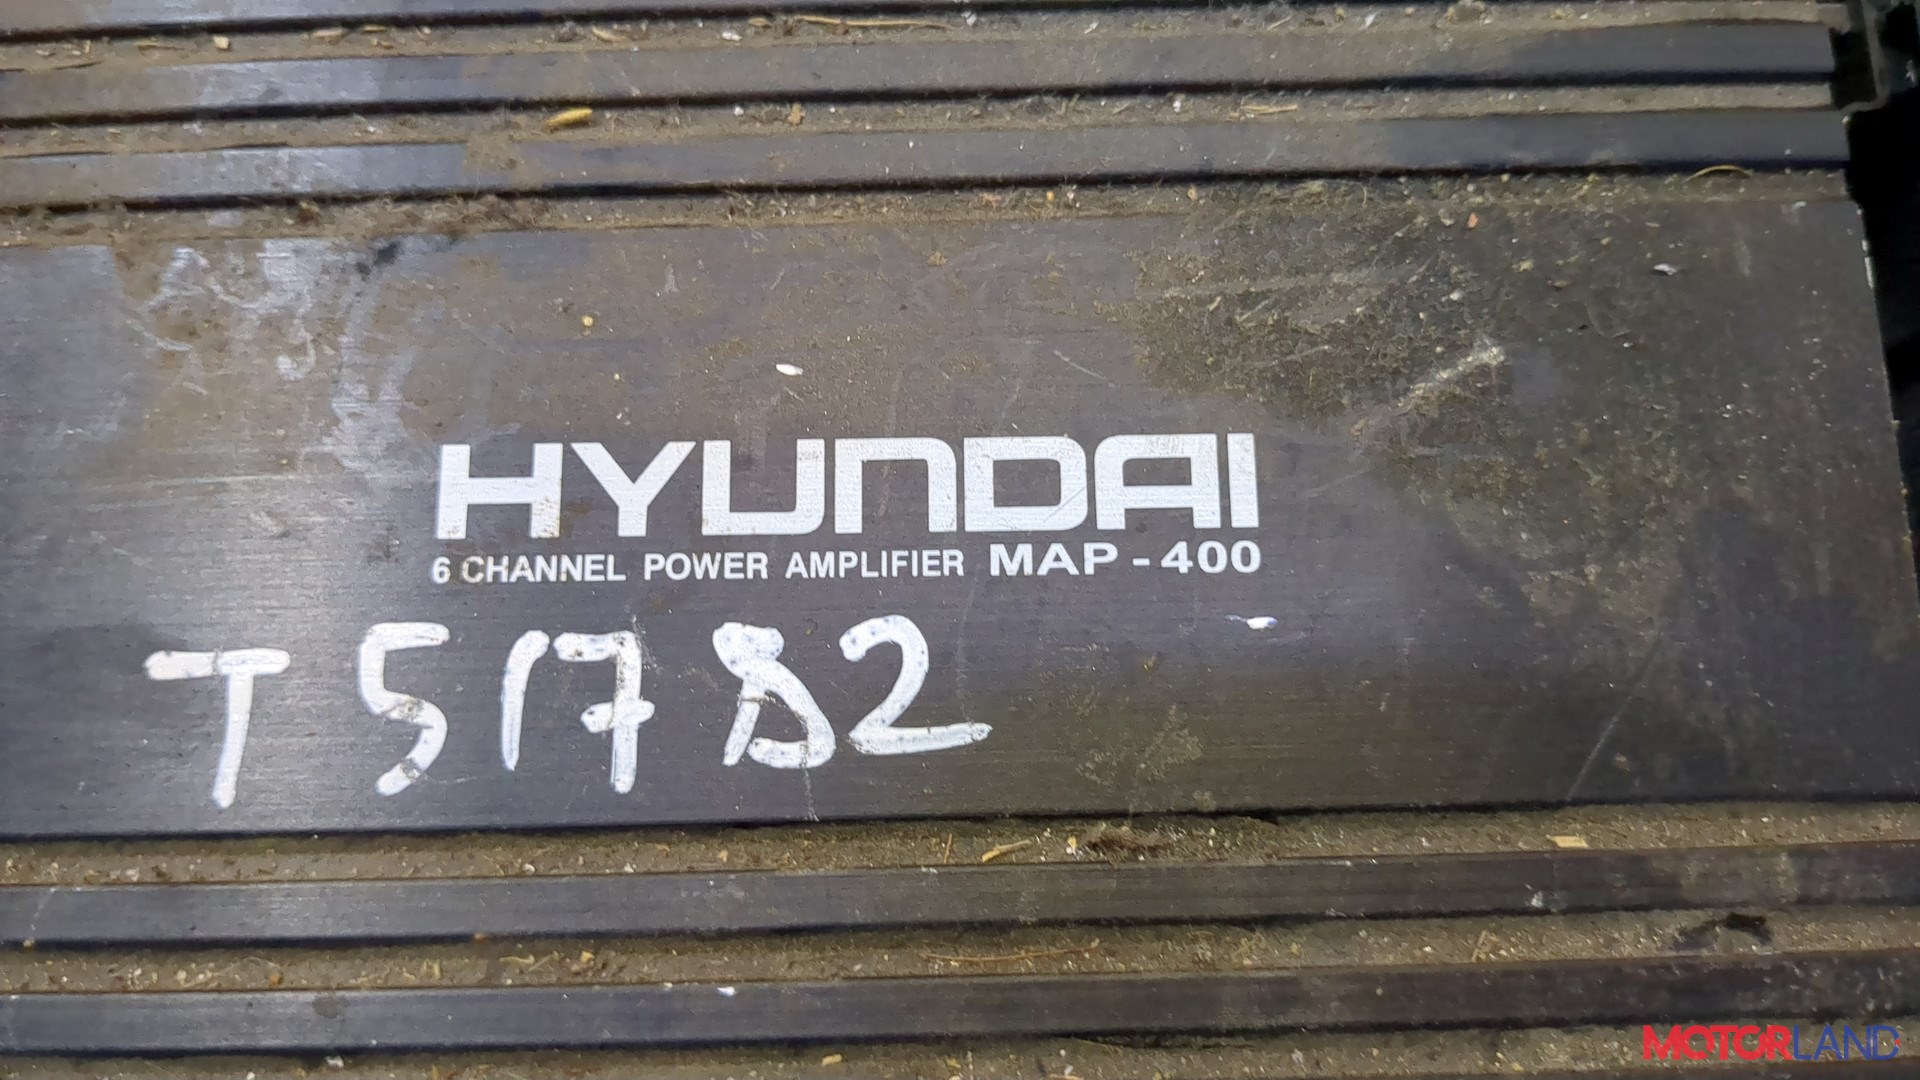 HYUNDAI
6 CHANNEL POWER AMPLIFIER MAP-400
T 51782
MOTORLAND